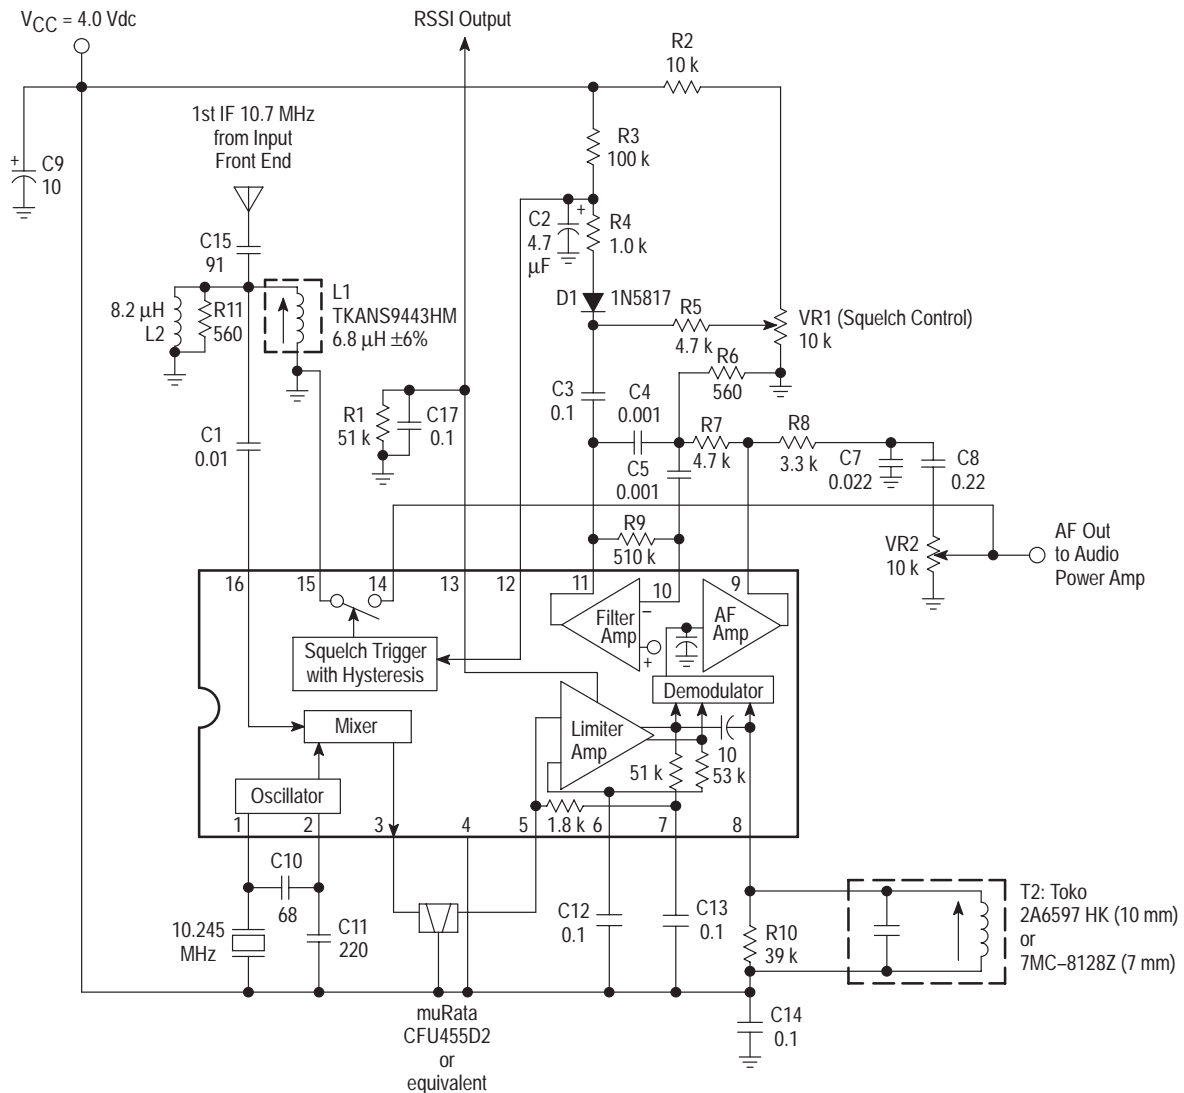 VCC = 4.0 Vdc
RSSI Output
R2
10 k
1st IF 10.7 MHz
from Input
Front End
R3
100 k
+
C9
10
C2
4.7
µF
+
R4
1.0 k
C15
91
8.2 µH
L2
R11
560
L1
TKANS9443HM
6.8 µH ±6%
D1
1N5817
R5
4.7 k
VR1 (Squelch Control)
10 k
R6
560
C3
0.1
C4
0.001
R1
51 k
C17
0.1
C1
0.01
R7
4.7 k
R8
3.3 k
C5
0.001
C7
0.022
C8
0.22
R9
510 k
VR2
10 k
AF Out
to Audio
Power Amp
16
15
14
13
12
11
10
9
Filter
Amp
–
+
AF
Amp
Squelch Trigger
with Hysteresis
Demodulator
Mixer
Limiter
Amp
10
51 k
53 k
Oscillator
1.8 k
1
2
3
4
5
6
7
8
C10
68
10.245
MHz
C11
220
C12
0.1
C13
0.1
R10
39 k
T2: Toko
2A6597 HK (10 mm)
or
7MC–8128Z (7 mm)
muRata
CFU455D2
or
equivalent
C14
0.1